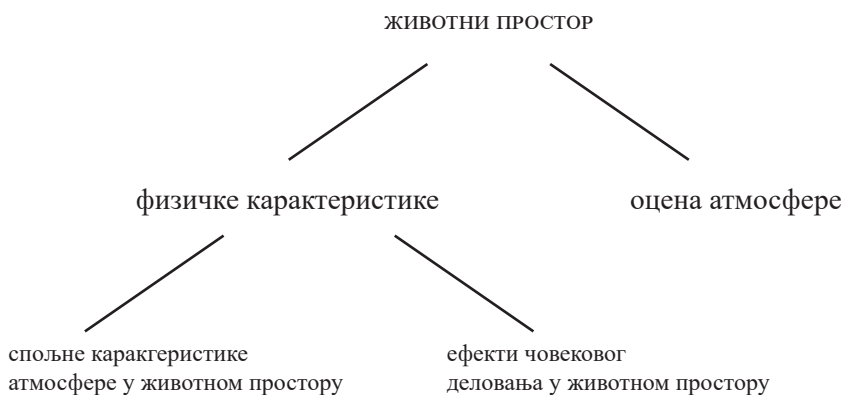 ЖИВОТНИ ПРОСТОР
физичке карактеристике
оцена атмосфере
спољне каракгеристике
атмосфере у животном простору
ефекти човековог
деловања у животном простору